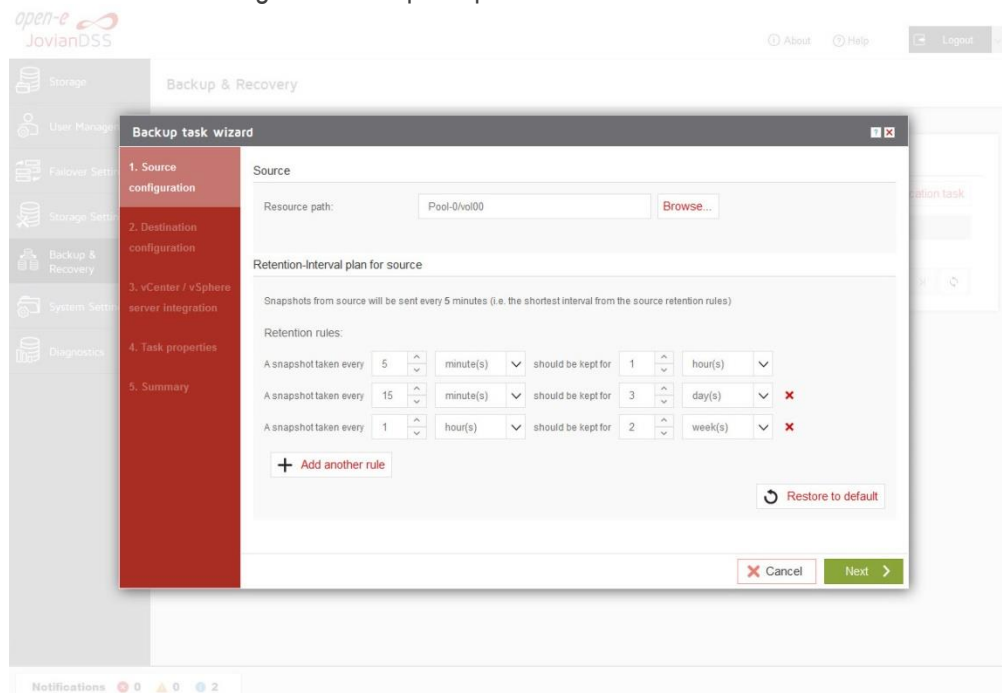 open-e
JovianDSS
About
Help
Logout
Storage
Backup & Recovery
User Manage
Failover Sett
Storage Settin
Backup &
Recovery
System Settin
Diagnostics
Backup task wizard
1. Source
configuration
2. Destination
configuration
3. vCenter / vSphere
server integration
4. Task properties
5. Summary
Source
Resource path: Pool-0/vol00 Browse...
Retention-Interval plan for source
Snapshots from source will be sent every 5 minutes (i.e. the shortest interval from the source retention rules)
Retention rules:
A snapshot taken every 5 minute(s) should be kept for 1 hour(s)
A snapshot taken every 15 minute(s) should be kept for 3 day(s)
A snapshot taken every 1 hour(s) should be kept for 2 week(s)
Add another rule
Restore to default
Cancel Next
task
Notifications 0 0 2